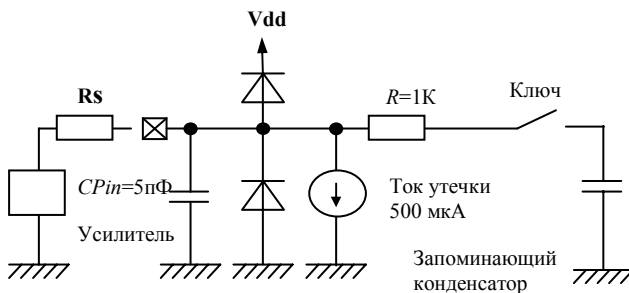 Vdd
Rs
R=1K
Ключ
CPin=5пФ
Усилитель
Ток утечки
500 мкА
Запоминающий
конденсатор